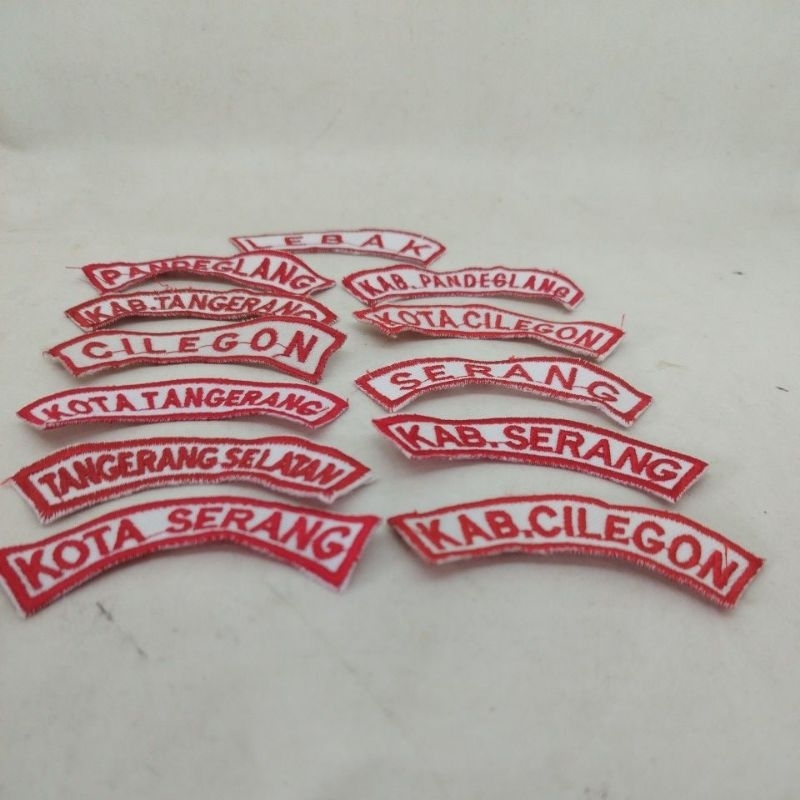 LEBAK
PANDEGLANG
KAB. PANDEGLANG
KAB. TANGERANG
KOTA CILEGON
CILEGON
SERANG
KOTA TANGERANG
KAB. SERANG
TANGERANG SELATAN
KOTA SERANG
KAB. CILEGON